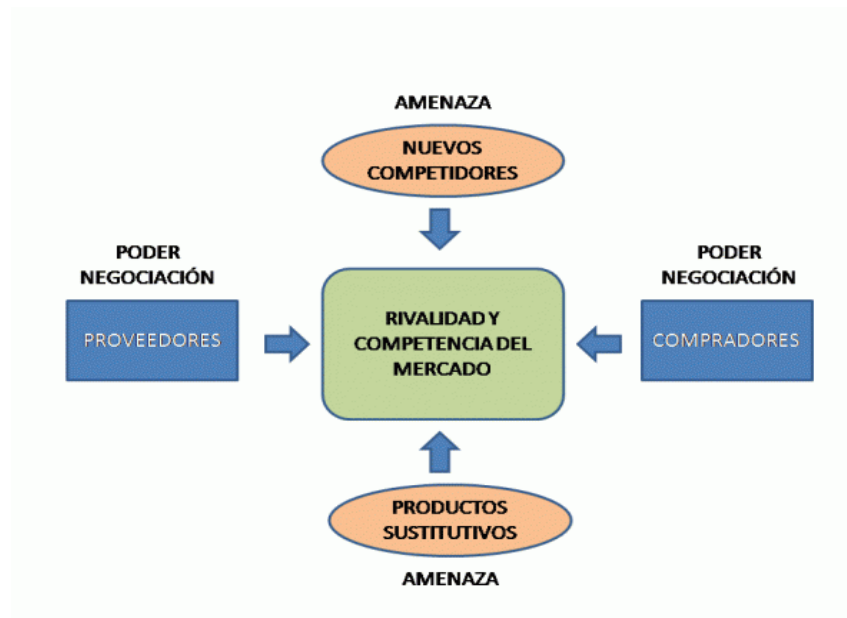 AMENAZA
NUEVOS
COMPETIDORES
PODER
NEGOCIACIÓN
PROVEEDORES
RIVALIDAD Y
COMPETENCIA DEL
MERCADO
PODER
NEGOCIACIÓN
COMPRADORES
PRODUCTOS
SUSTITUTIVOS
AMENAZA